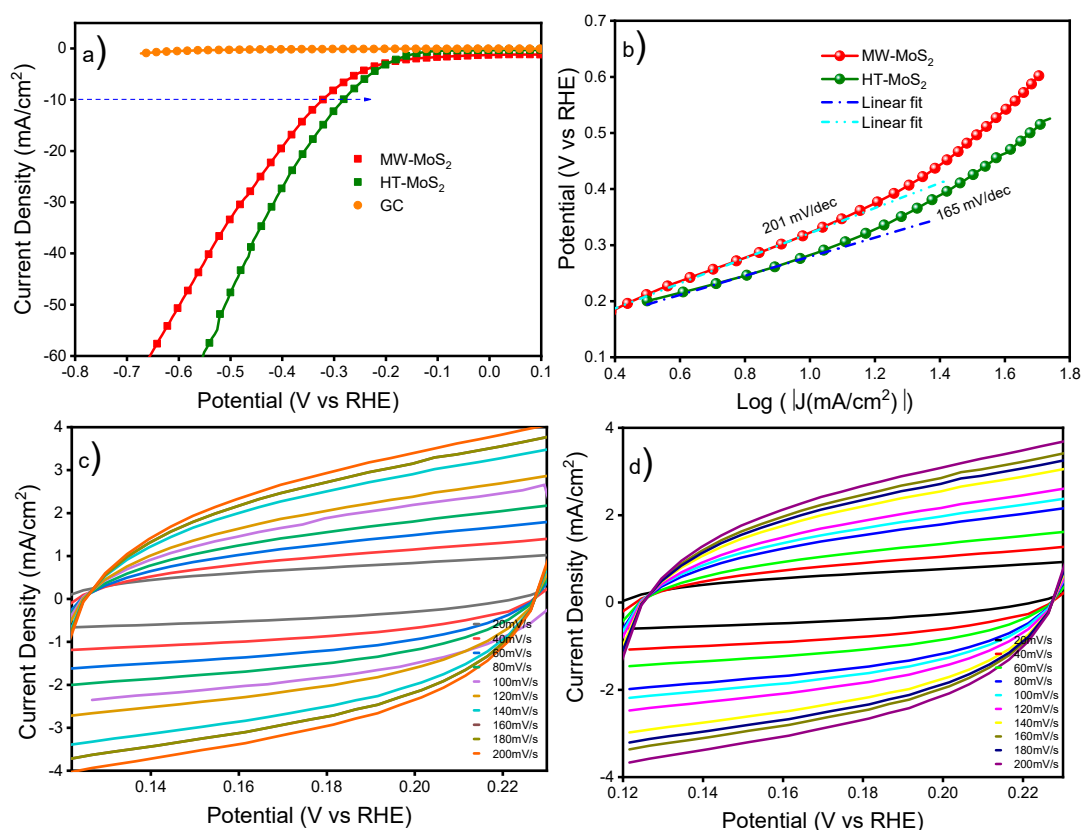 a)
0
-10
-20
-30
-40
-50
-60
Current Density (mA/cm²)
MW-MoS₂
HT-MoS₂
GC
-0.8 -0.7 -0.6 -0.5 -0.4 -0.3 -0.2 -0.1 0.0 0.1
Potential (V vs RHE)
b)
0.7
0.6
0.5
0.4
0.3
0.2
0.1
Potential (V vs RHE)
MW-MoS₂
HT-MoS₂
Linear fit
Linear fit
201 mV/dec
165 mV/dec
0.4 0.6 0.8 1.0 1.2 1.4 1.6 1.8
Log (|J(mA/cm²)|)
c)
4
3
2
1
0
-1
-2
-3
-4
Current Density (mA/cm²)
20mV/s
40mV/s
60mV/s
80mV/s
100mV/s
120mV/s
140mV/s
160mV/s
180mV/s
200mV/s
0.14 0.16 0.18 0.20 0.22
Potential (V vs RHE)
d)
4
2
0
-2
-4
Current Density (mA/cm²)
20mV/s
40mV/s
60mV/s
80mV/s
100mV/s
120mV/s
140mV/s
160mV/s
180mV/s
200mV/s
0.12 0.14 0.16 0.18 0.20 0.22
Potential (V vs RHE)